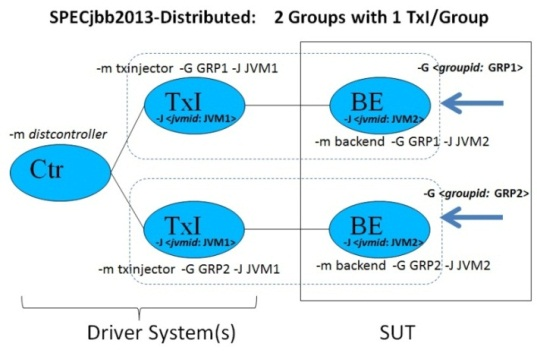 SPECjbb2013-Distributed: 2 Groups with 1 TxI/Group
-m txinjector -G GRP1 -J JVM1
-G <groupid: GRP1>
TxI
-J <jvmid: JVM1>
BE
-J <jvmid: JVM2>
-m distcontroller
-m backend -G GRP1 -J JVM2
Ctr
-G <groupid: GRP2>
TxI
-J <jvmid: JVM1>
BE
-J <jvmid: JVM2>
-m txinjector -G GRP2 -J JVM1
-m backend -G GRP2 -J JVM2
Driver System(s)
SUT